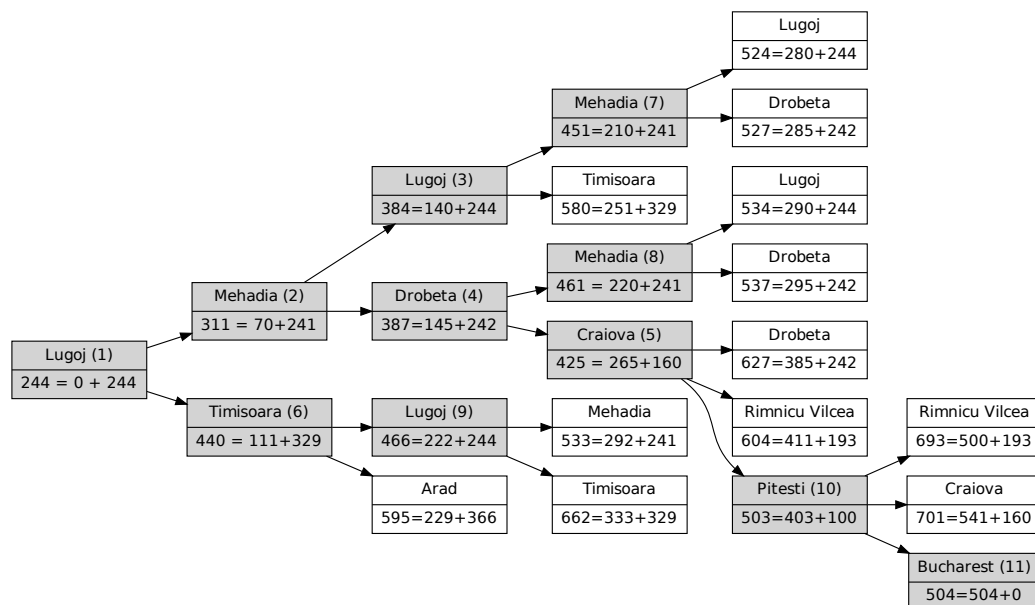 Lugoj
524=280+244
Mehadia (7)
451=210+241
Drobeta
527=285+242
Lugoj (3)
384=140+244
Timisoara
580=251+329
Lugoj
534=290+244
Mehadia (8)
461 = 220+241
Drobeta
537=295+242
Mehadia (2)
311 = 70+241
Drobeta (4)
387=145+242
Craiova (5)
425 = 265+160
Drobeta
627=385+242
Lugoj (1)
244 = 0 + 244
Timisoara (6)
440 = 111+329
Lugoj (9)
466=222+244
Mehadia
533=292+241
Rimnicu Vilcea
604=411+193
Rimnicu Vilcea
693=500+193
Arad
595=229+366
Timisoara
662=333+329
Pitesti (10)
503=403+100
Craiova
701=541+160
Bucharest (11)
504=504+0